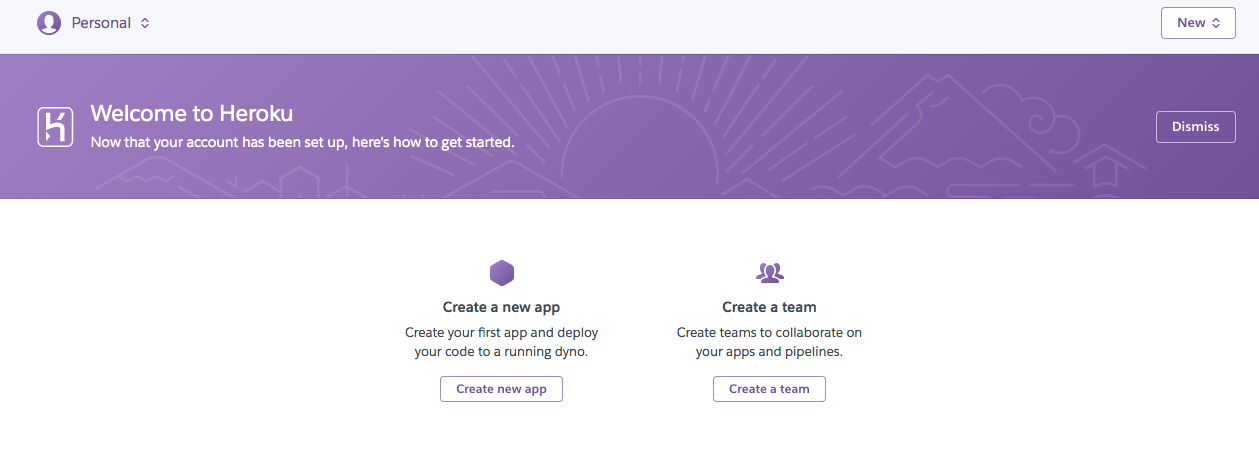 Personal
New
Welcome to Heroku
Now that your account has been set up, here's how to get started.
Dismiss
Create a new app
Create your first app and deploy
your code to a running dyno.
Create new app
Create a team
Create teams to collaborate on
your apps and pipelines.
Create a team